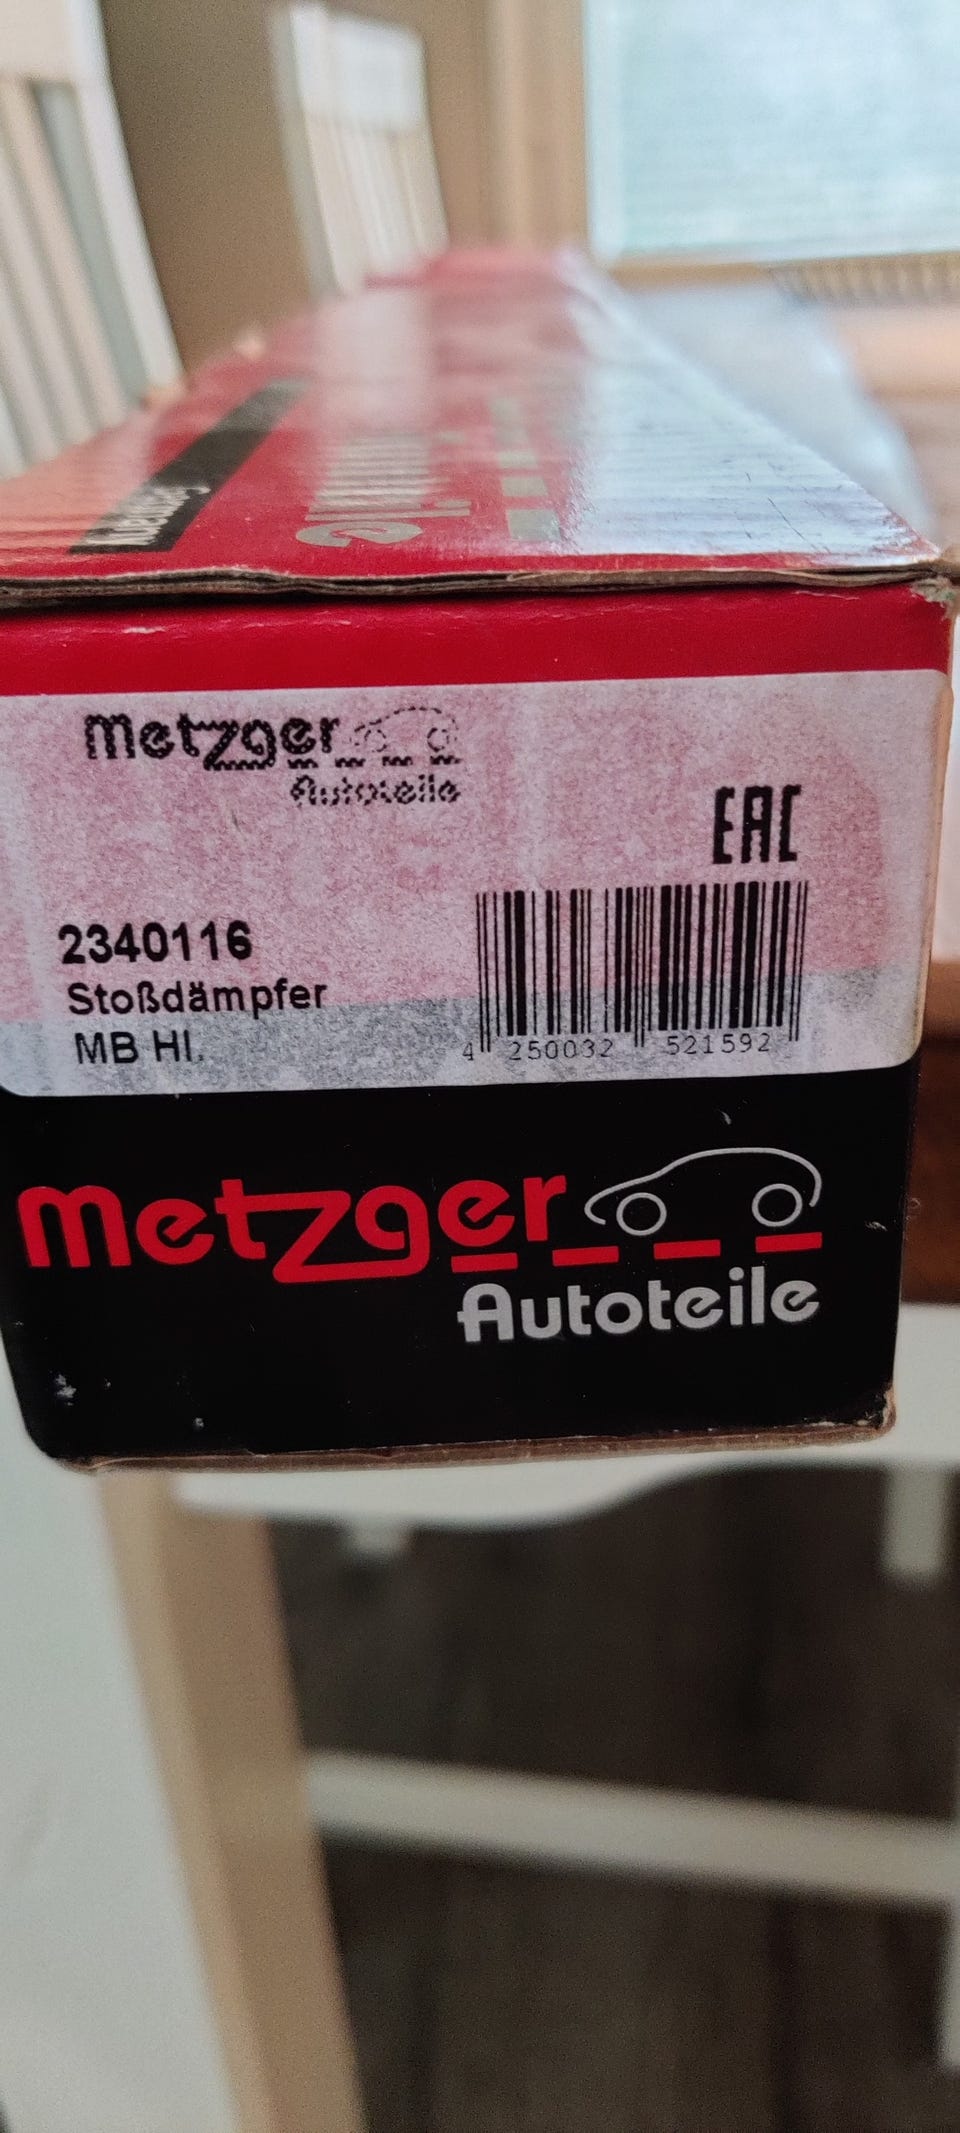 Metzger
Autoteile
EAC
2340116
Stoßdämpfer
MB HI.
4 250032 521592
Metzger
Autoteile